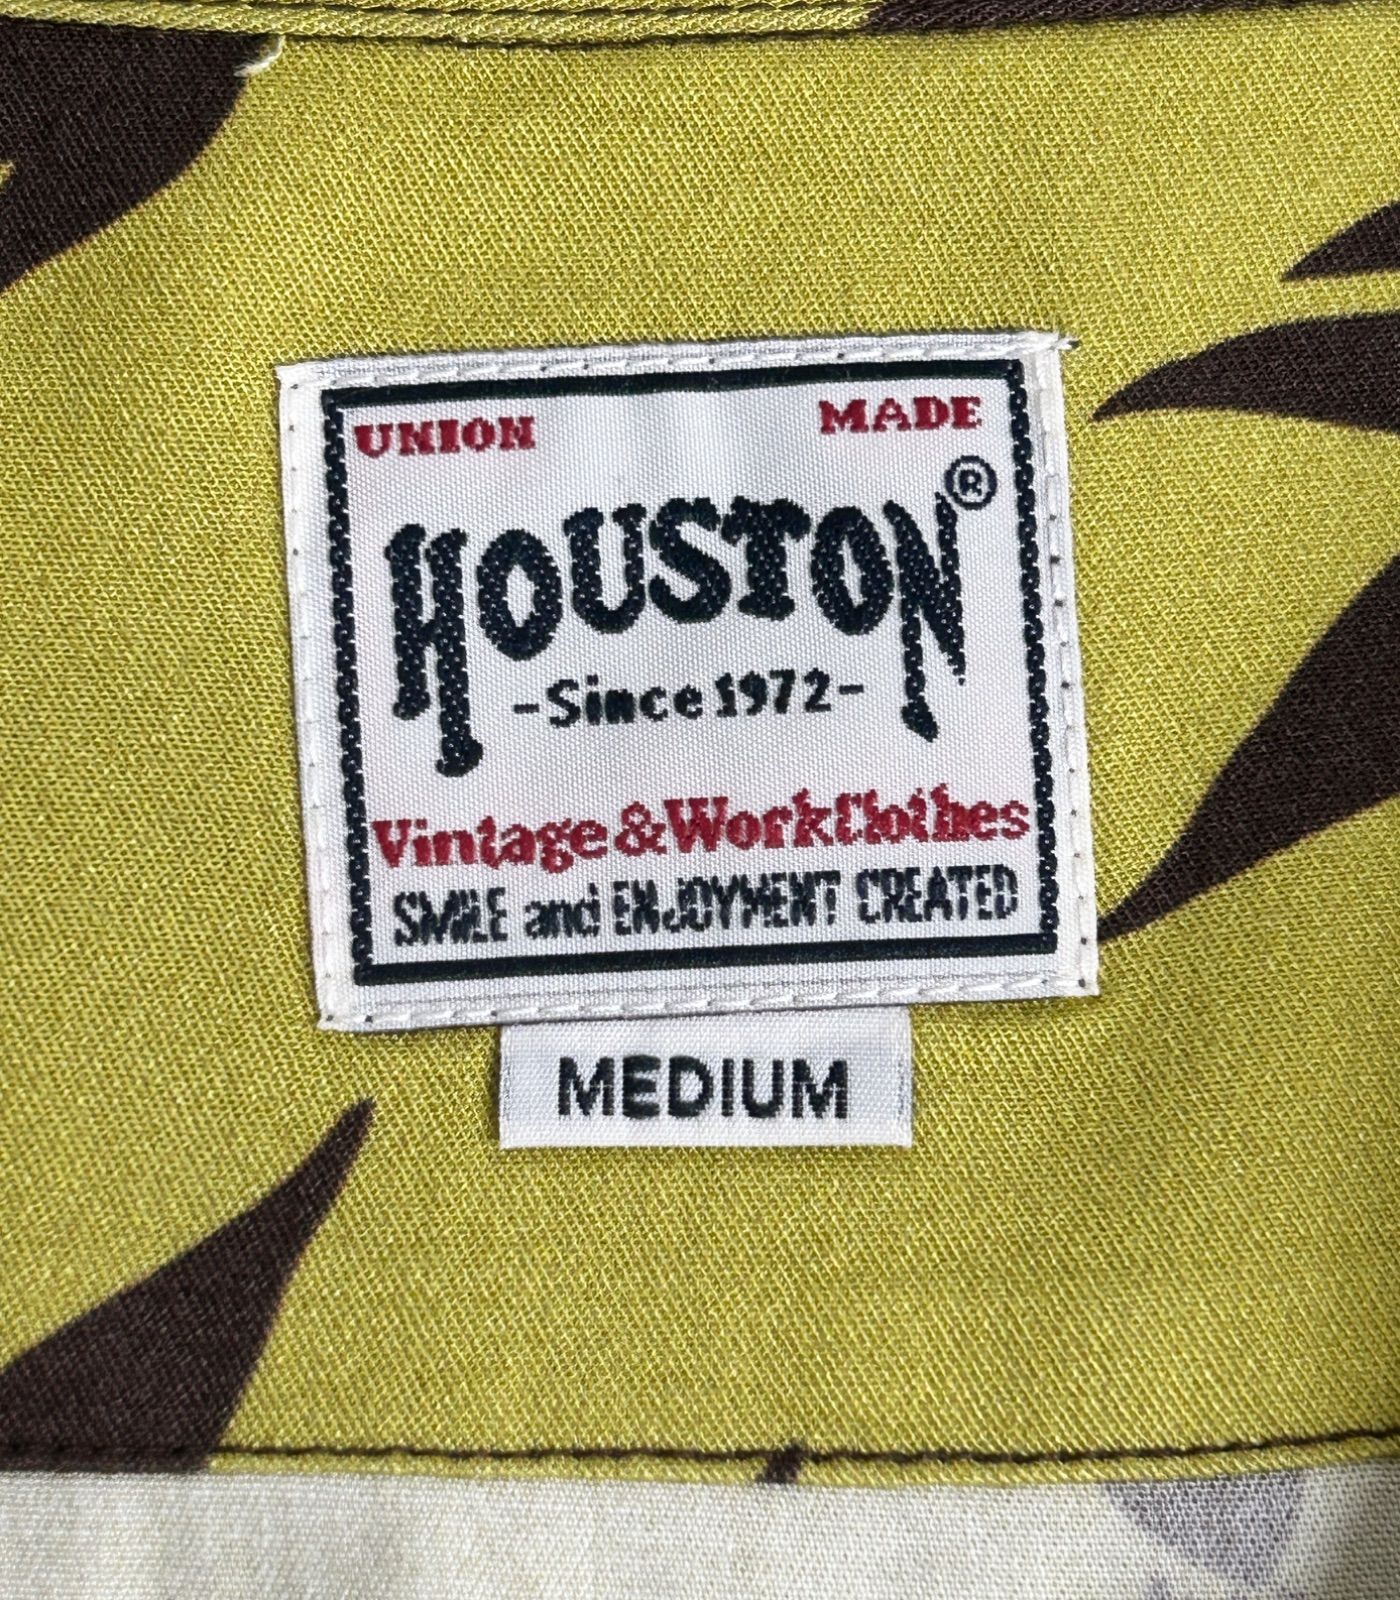 UNION MADE
HOUSTON®
-Since 1972-
Vintage&WorkClothes
SMILE and ENJOYMENT CREATED
MEDIUM